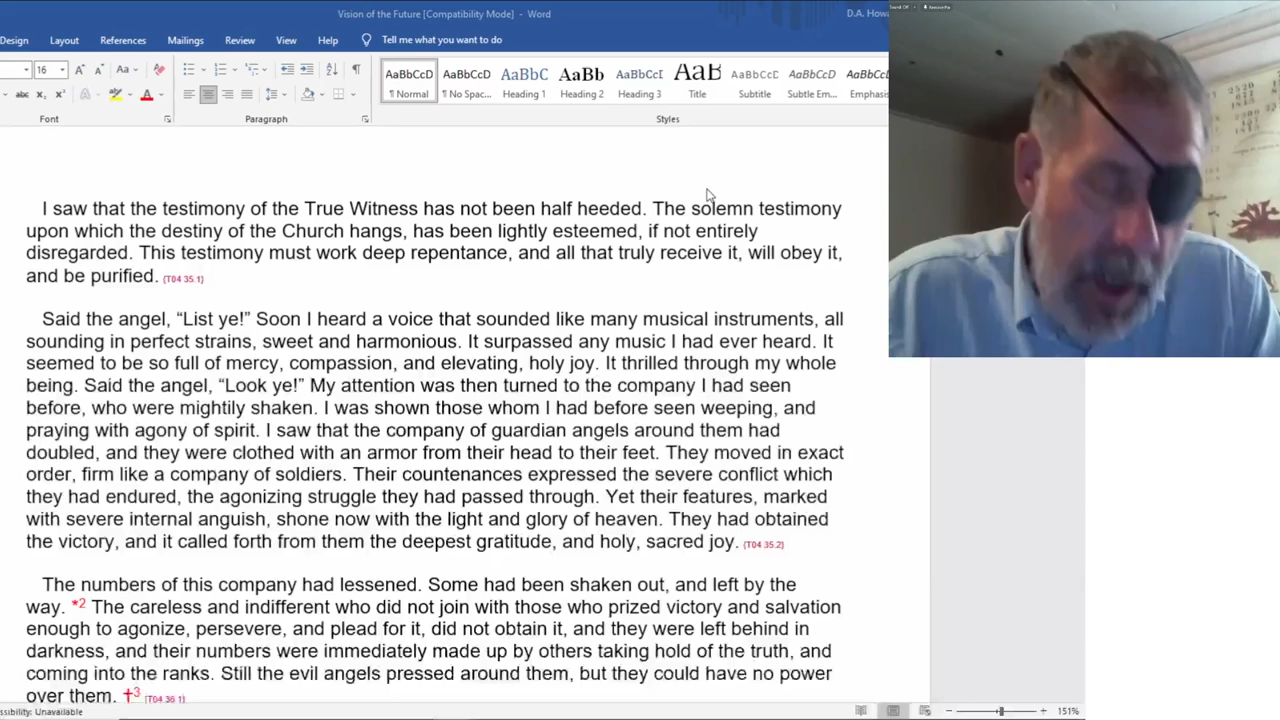 Vision of the Future [Compatibility Mode] - Word
D.A. Howa
Design Layout References Mailings Review View Help Tell me what you want to do
16 Aa
AaBbCcD AaBbCcD AaBbC AaBb AaBbCcI AaB AaBbCcD AaBbCcD AaBbCcD
¶ Normal ¶ No Spac... Heading 1 Heading 2 Heading 3 Title Subtitle Subtle Em... Emphasis
Font Paragraph Styles
I saw that the testimony of the True Witness has not been half heeded. The solemn testimony
upon which the destiny of the Church hangs, has been lightly esteemed, if not entirely
disregarded. This testimony must work deep repentance, and all that truly receive it, will obey it,
and be purified. {T04 35.1}
Said the angel, “List ye!” Soon I heard a voice that sounded like many musical instruments, all
sounding in perfect strains, sweet and harmonious. It surpassed any music I had ever heard. It
seemed to be so full of mercy, compassion, and elevating, holy joy. It thrilled through my whole
being. Said the angel, “Look ye!” My attention was then turned to the company I had seen
before, who were mightily shaken. I was shown those whom I had before seen weeping, and
praying with agony of spirit. I saw that the company of guardian angels around them had
doubled, and they were clothed with an armor from their head to their feet. They moved in exact
order, firm like a company of soldiers. Their countenances expressed the severe conflict which
they had endured, the agonizing struggle they had passed through. Yet their features, marked
with severe internal anguish, shone now with the light and glory of heaven. They had obtained
the victory, and it called forth from them the deepest gratitude, and holy, sacred joy. {T04 35.2}
The numbers of this company had lessened. Some had been shaken out, and left by the
way. *2 The careless and indifferent who did not join with those who prized victory and salvation
enough to agonize, persevere, and plead for it, did not obtain it, and they were left behind in
darkness, and their numbers were immediately made up by others taking hold of the truth, and
coming into the ranks. Still the evil angels pressed around them, but they could have no power
over them. †3 {T04 36.1}
ssibility: Unavailable
151%